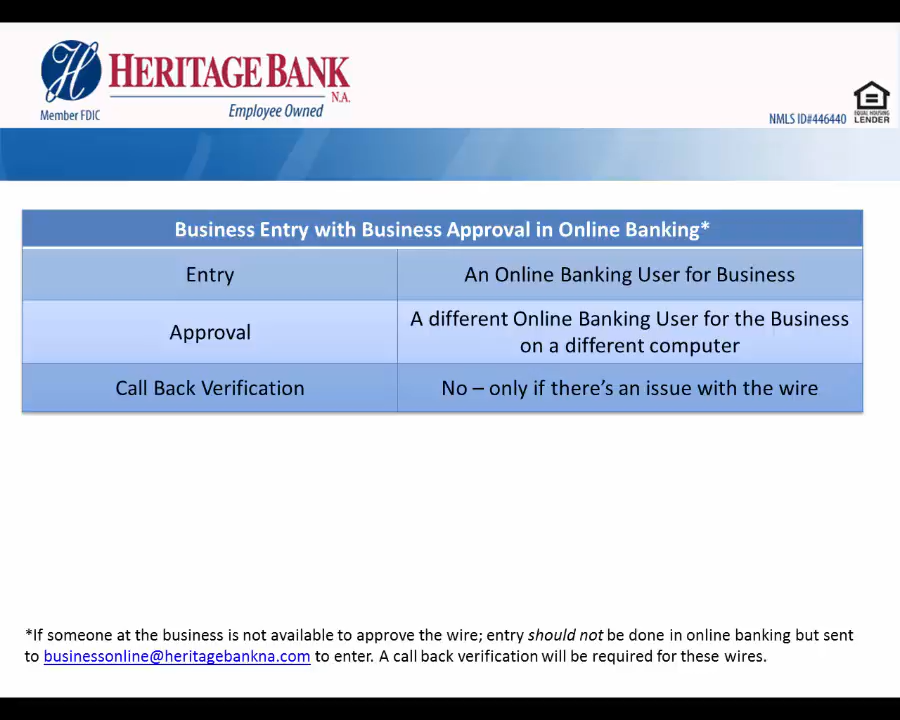 HERITAGE BANK
N.A.
Member FDIC
Employee Owned
NMLS ID#446440
EQUAL HOUSING
LENDER
Business Entry with Business Approval in Online Banking*
Entry
An Online Banking User for Business
Approval
A different Online Banking User for the Business
on a different computer
Call Back Verification
No – only if there's an issue with the wire
*If someone at the business is not available to approve the wire; entry should not be done in online banking but sent
to businessonline@heritagebankna.com to enter. A call back verification will be required for these wires.